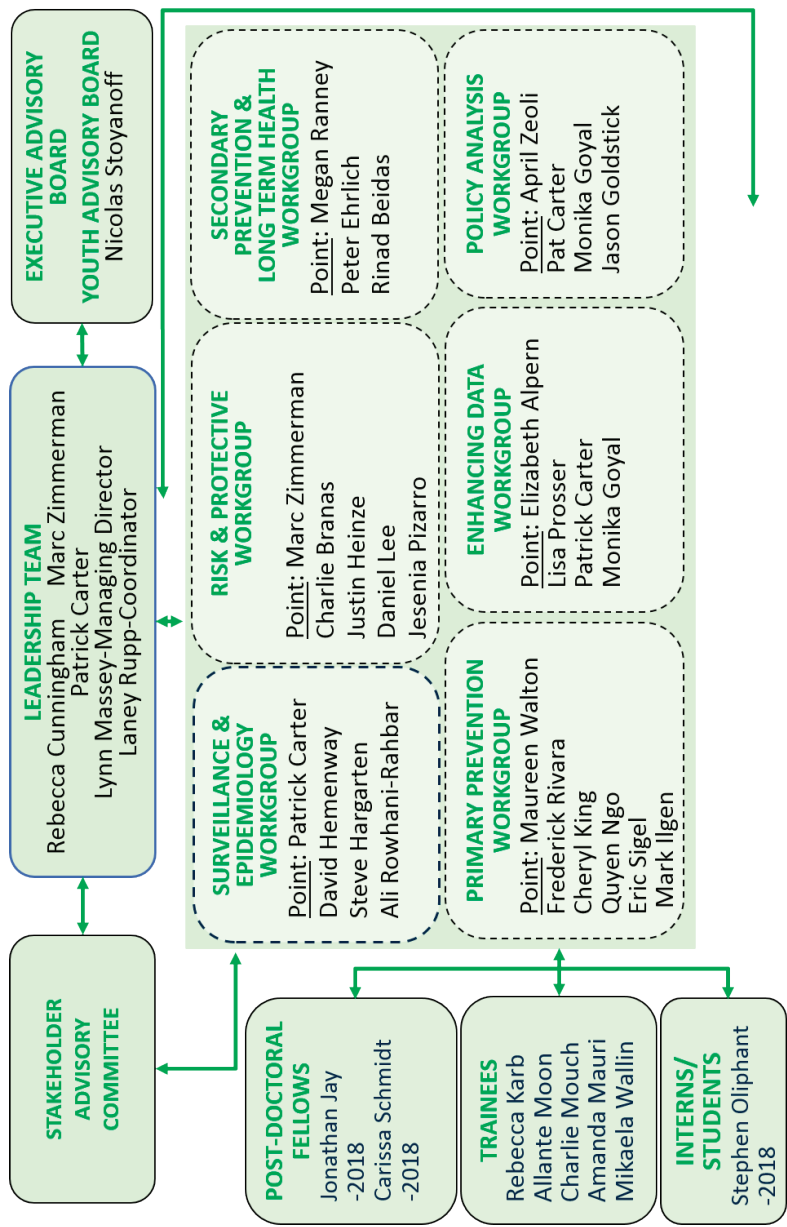 STAKEHOLDER
ADVISORY
COMMITTEE
LEADERSHIP TEAM
Rebecca Cunningham Marc Zimmerman
Patrick Carter
Lynn Massey-Managing Director
Laney Rupp-Coordinator
EXECUTIVE ADVISORY
BOARD
YOUTH ADVISORY BOARD
Nicolas Stoyanoff
SURVEILLANCE &
EPIDEMIOLOGY
WORKGROUP
Point: Patrick Carter
David Hemenway
Steve Hargarten
Ali Rowhani-Rahbar
RISK & PROTECTIVE
WORKGROUP
Point: Marc Zimmerman
Charlie Branas
Justin Heinze
Daniel Lee
Jesenia Pizarro
SECONDARY
PREVENTION &
LONG TERM HEALTH
WORKGROUP
Point: Megan Ranney
Peter Ehrlich
Rinad Beidas
PRIMARY PREVENTION
WORKGROUP
Point: Maureen Walton
Frederick Rivara
Cheryl King
Quyen Ngo
Eric Sigel
Mark Ilgen
ENHANCING DATA
WORKGROUP
Point: Elizabeth Alpern
Lisa Prosser
Patrick Carter
Monika Goyal
POLICY ANALYSIS
WORKGROUP
Point: April Zeoli
Pat Carter
Monika Goyal
Jason Goldstick
POST-DOCTORAL
FELLOWS
Jonathan Jay
-2018
Carissa Schmidt
-2018
TRAINEES
Rebecca Karb
Allante Moon
Charlie Mouch
Amanda Mauri
Mikaela Wallin
INTERNS/
STUDENTS
Stephen Oliphant
-2018